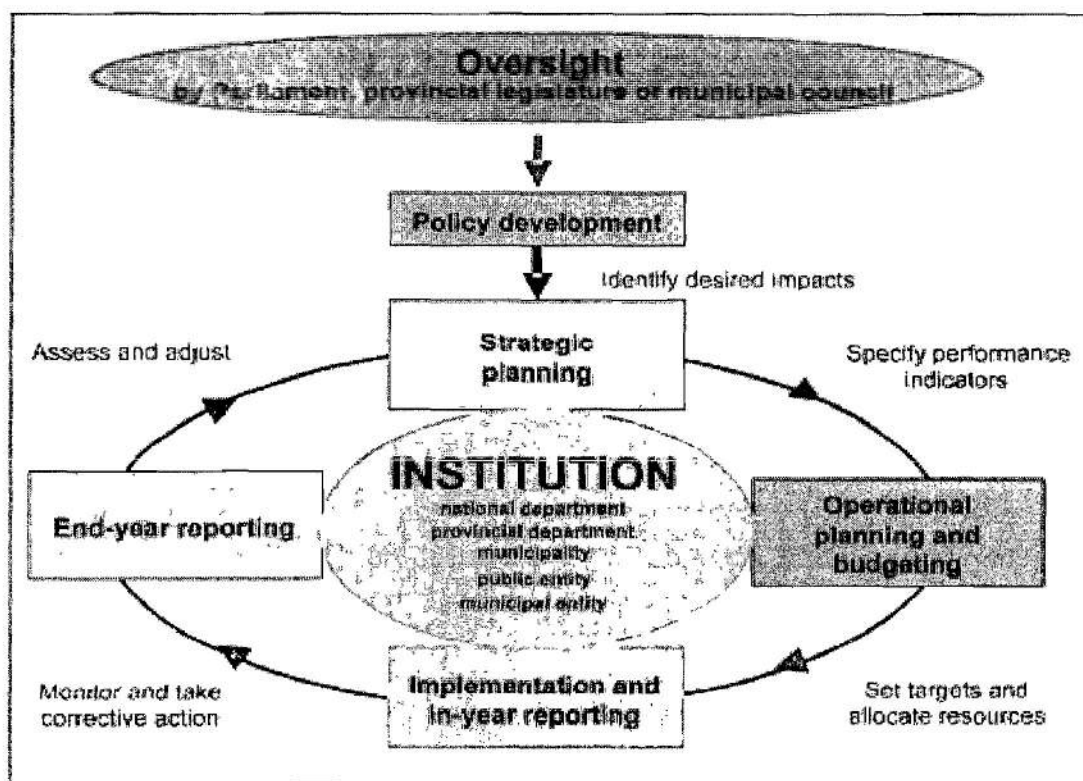 Oversight
by Parliament, provincial legislature or municipal council
Policy development
Identify desired impacts
Strategic
planning
Assess and adjust
Specify performance
indicators
INSTITUTION
national department
provincial department
municipality
public entity
municipal entity
End-year reporting
Operational
planning and
budgeting
Implementation and
in-year reporting
Monitor and take
corrective action
Set targets and
allocate resources